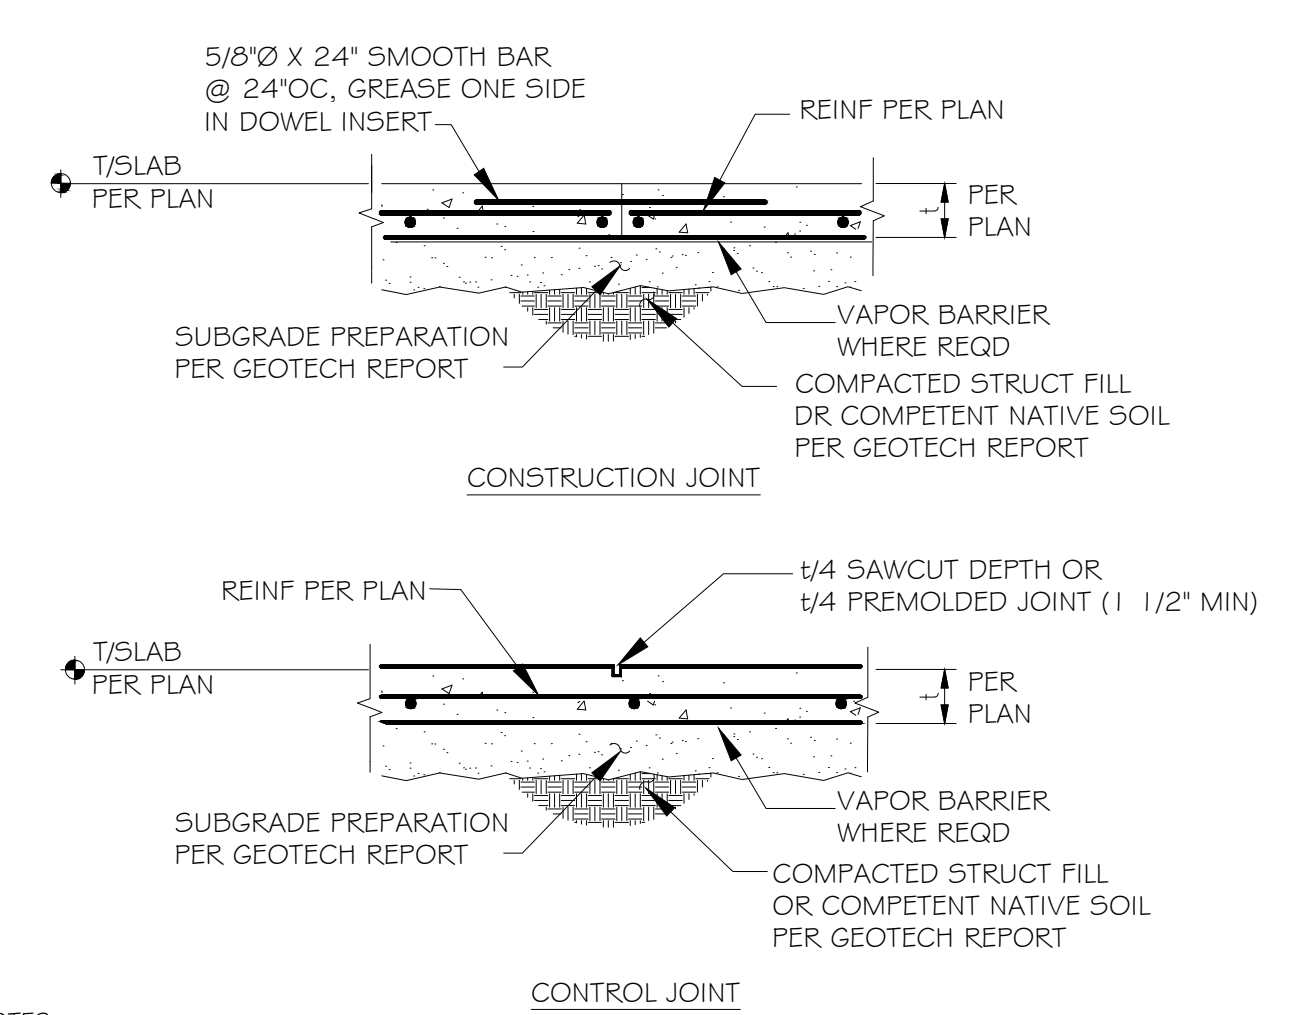 5/8"Ø X 24" SMOOTH BAR
@ 24"OC, GREASE ONE SIDE
IN DOWEL INSERT
REINF PER PLAN
T/SLAB
PER PLAN
t
PER
PLAN
SUBGRADE PREPARATION
PER GEOTECH REPORT
VAPOR BARRIER
WHERE REQD
COMPACTED STRUCT FILL
DR COMPETENT NATIVE SOIL
PER GEOTECH REPORT
CONSTRUCTION JOINT
t/4 SAWCUT DEPTH OR
t/4 PREMOLDED JOINT (1 1/2" MIN)
REINF PER PLAN
T/SLAB
PER PLAN
t
PER
PLAN
SUBGRADE PREPARATION
PER GEOTECH REPORT
VAPOR BARRIER
WHERE REQD
COMPACTED STRUCT FILL
OR COMPETENT NATIVE SOIL
PER GEOTECH REPORT
CONTROL JOINT